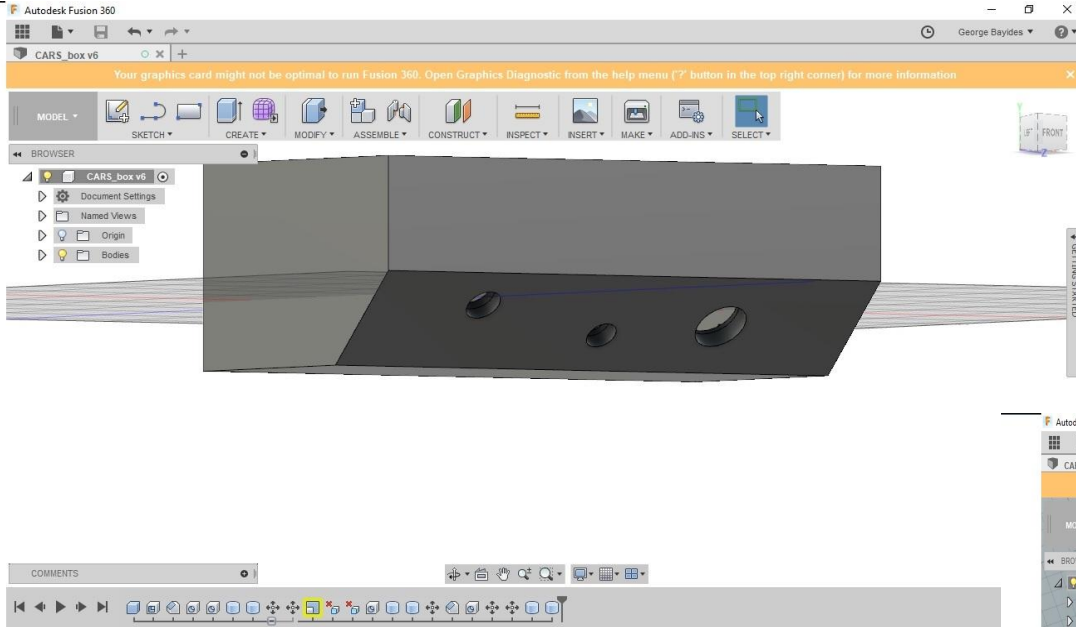 Autodesk Fusion 360
George Bayides
CARS_box v6
Your graphics card might not be optimal to run Fusion 360. Open Graphics Diagnostic from the help menu ('?' button in the top right corner) for more information
MODEL
SKETCH
CREATE
MODIFY
ASSEMBLE
CONSTRUCT
INSPECT
INSERT
MAKE
ADD-INS
SELECT
FRONT
BROWSER
CARS_box v6
Document Settings
Named Views
Origin
Bodies
GETTING STARTED
COMMENTS
Autod
CAI
MO
BRO